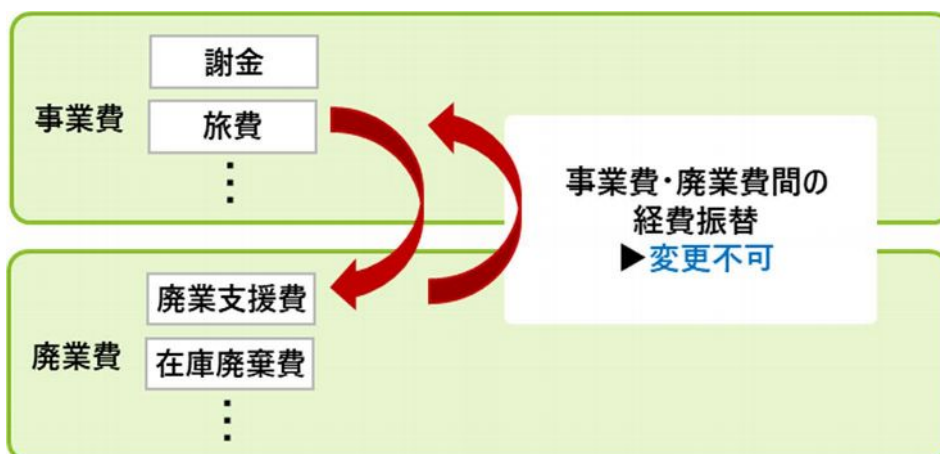 事業費
謝金
旅費
⋮
事業費・廃業費間の
経費振替
▶変更不可
廃業費
廃業支援費
在庫廃棄費
⋮